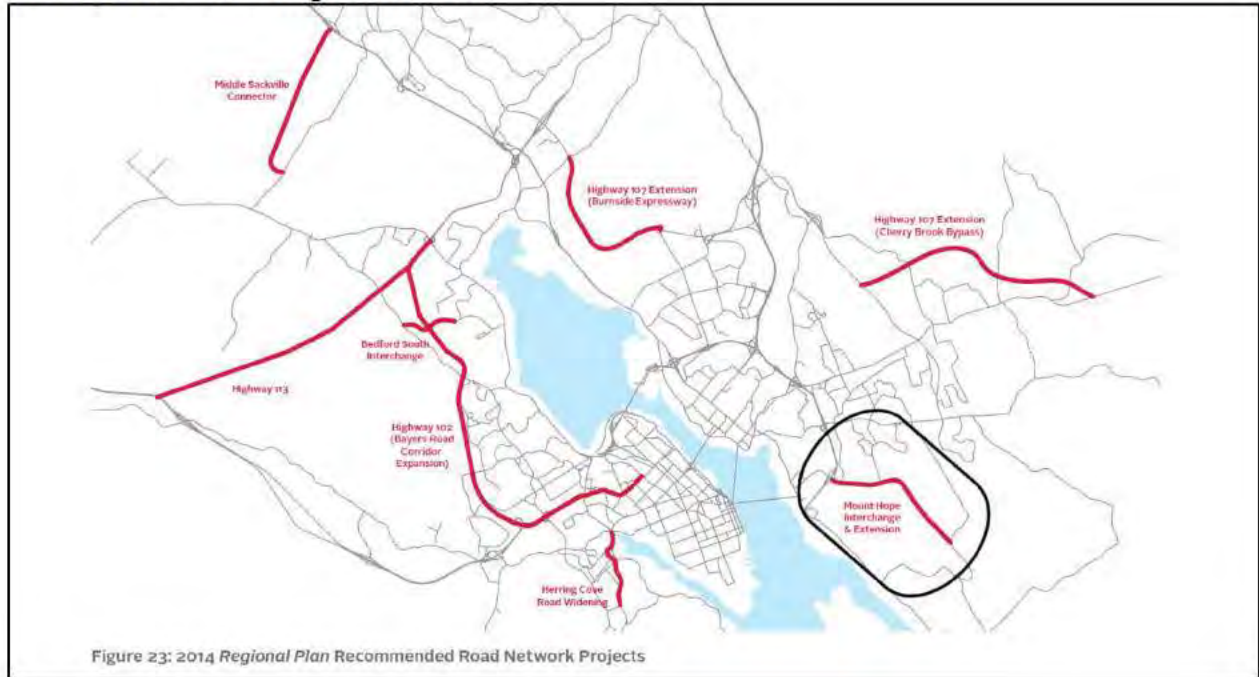 Middle Sackville
Connector
Highway 107 Extension
(Burnside Expressway)
Highway 107 Extension
(Cherry Brook Bypass)
Bedford South
Interchange
Highway 113
Highway 102
(Bayers Road
Corridor
Expansion)
Mount Hope
Interchange
& Extension
Herring Cove
Road Widening
Figure 23: 2014 Regional Plan Recommended Road Network Projects